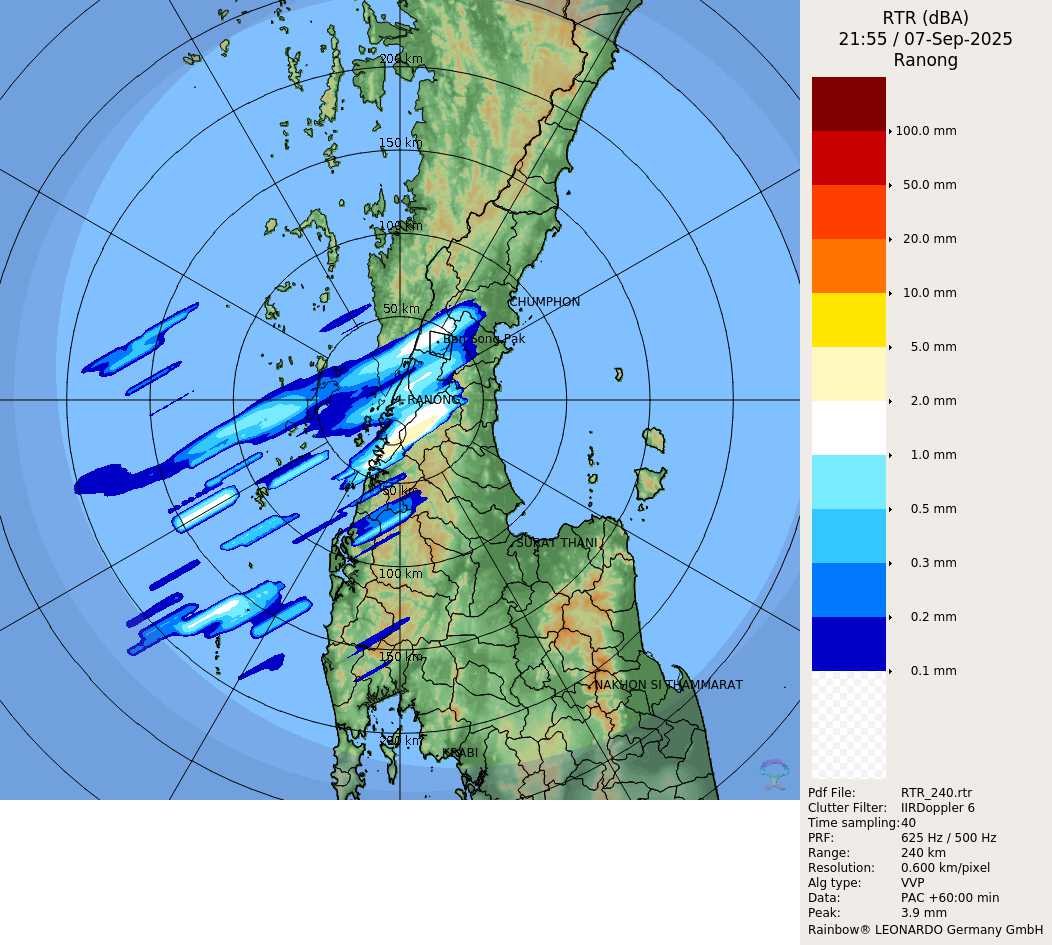 RTR (dBA)
21:55 / 07-Sep-2025
Ranong
200 km
150 km
100 km
50 km
CHUMPHON
Ban Song Pak
RANONG
50 km
SURAT THANI
100 km
150 km
NAKHON SI THAMMARAT
200 km
KRABI
100.0 mm
50.0 mm
20.0 mm
10.0 mm
5.0 mm
2.0 mm
1.0 mm
0.5 mm
0.3 mm
0.2 mm
0.1 mm
Pdf File: RTR_240.rtr
Clutter Filter: IIRDoppler 6
Time sampling:40
PRF: 625 Hz / 500 Hz
Range: 240 km
Resolution: 0.600 km/pixel
Alg type: VVP
Data: PAC +60:00 min
Peak: 3.9 mm
Rainbow® LEONARDO Germany GmbH